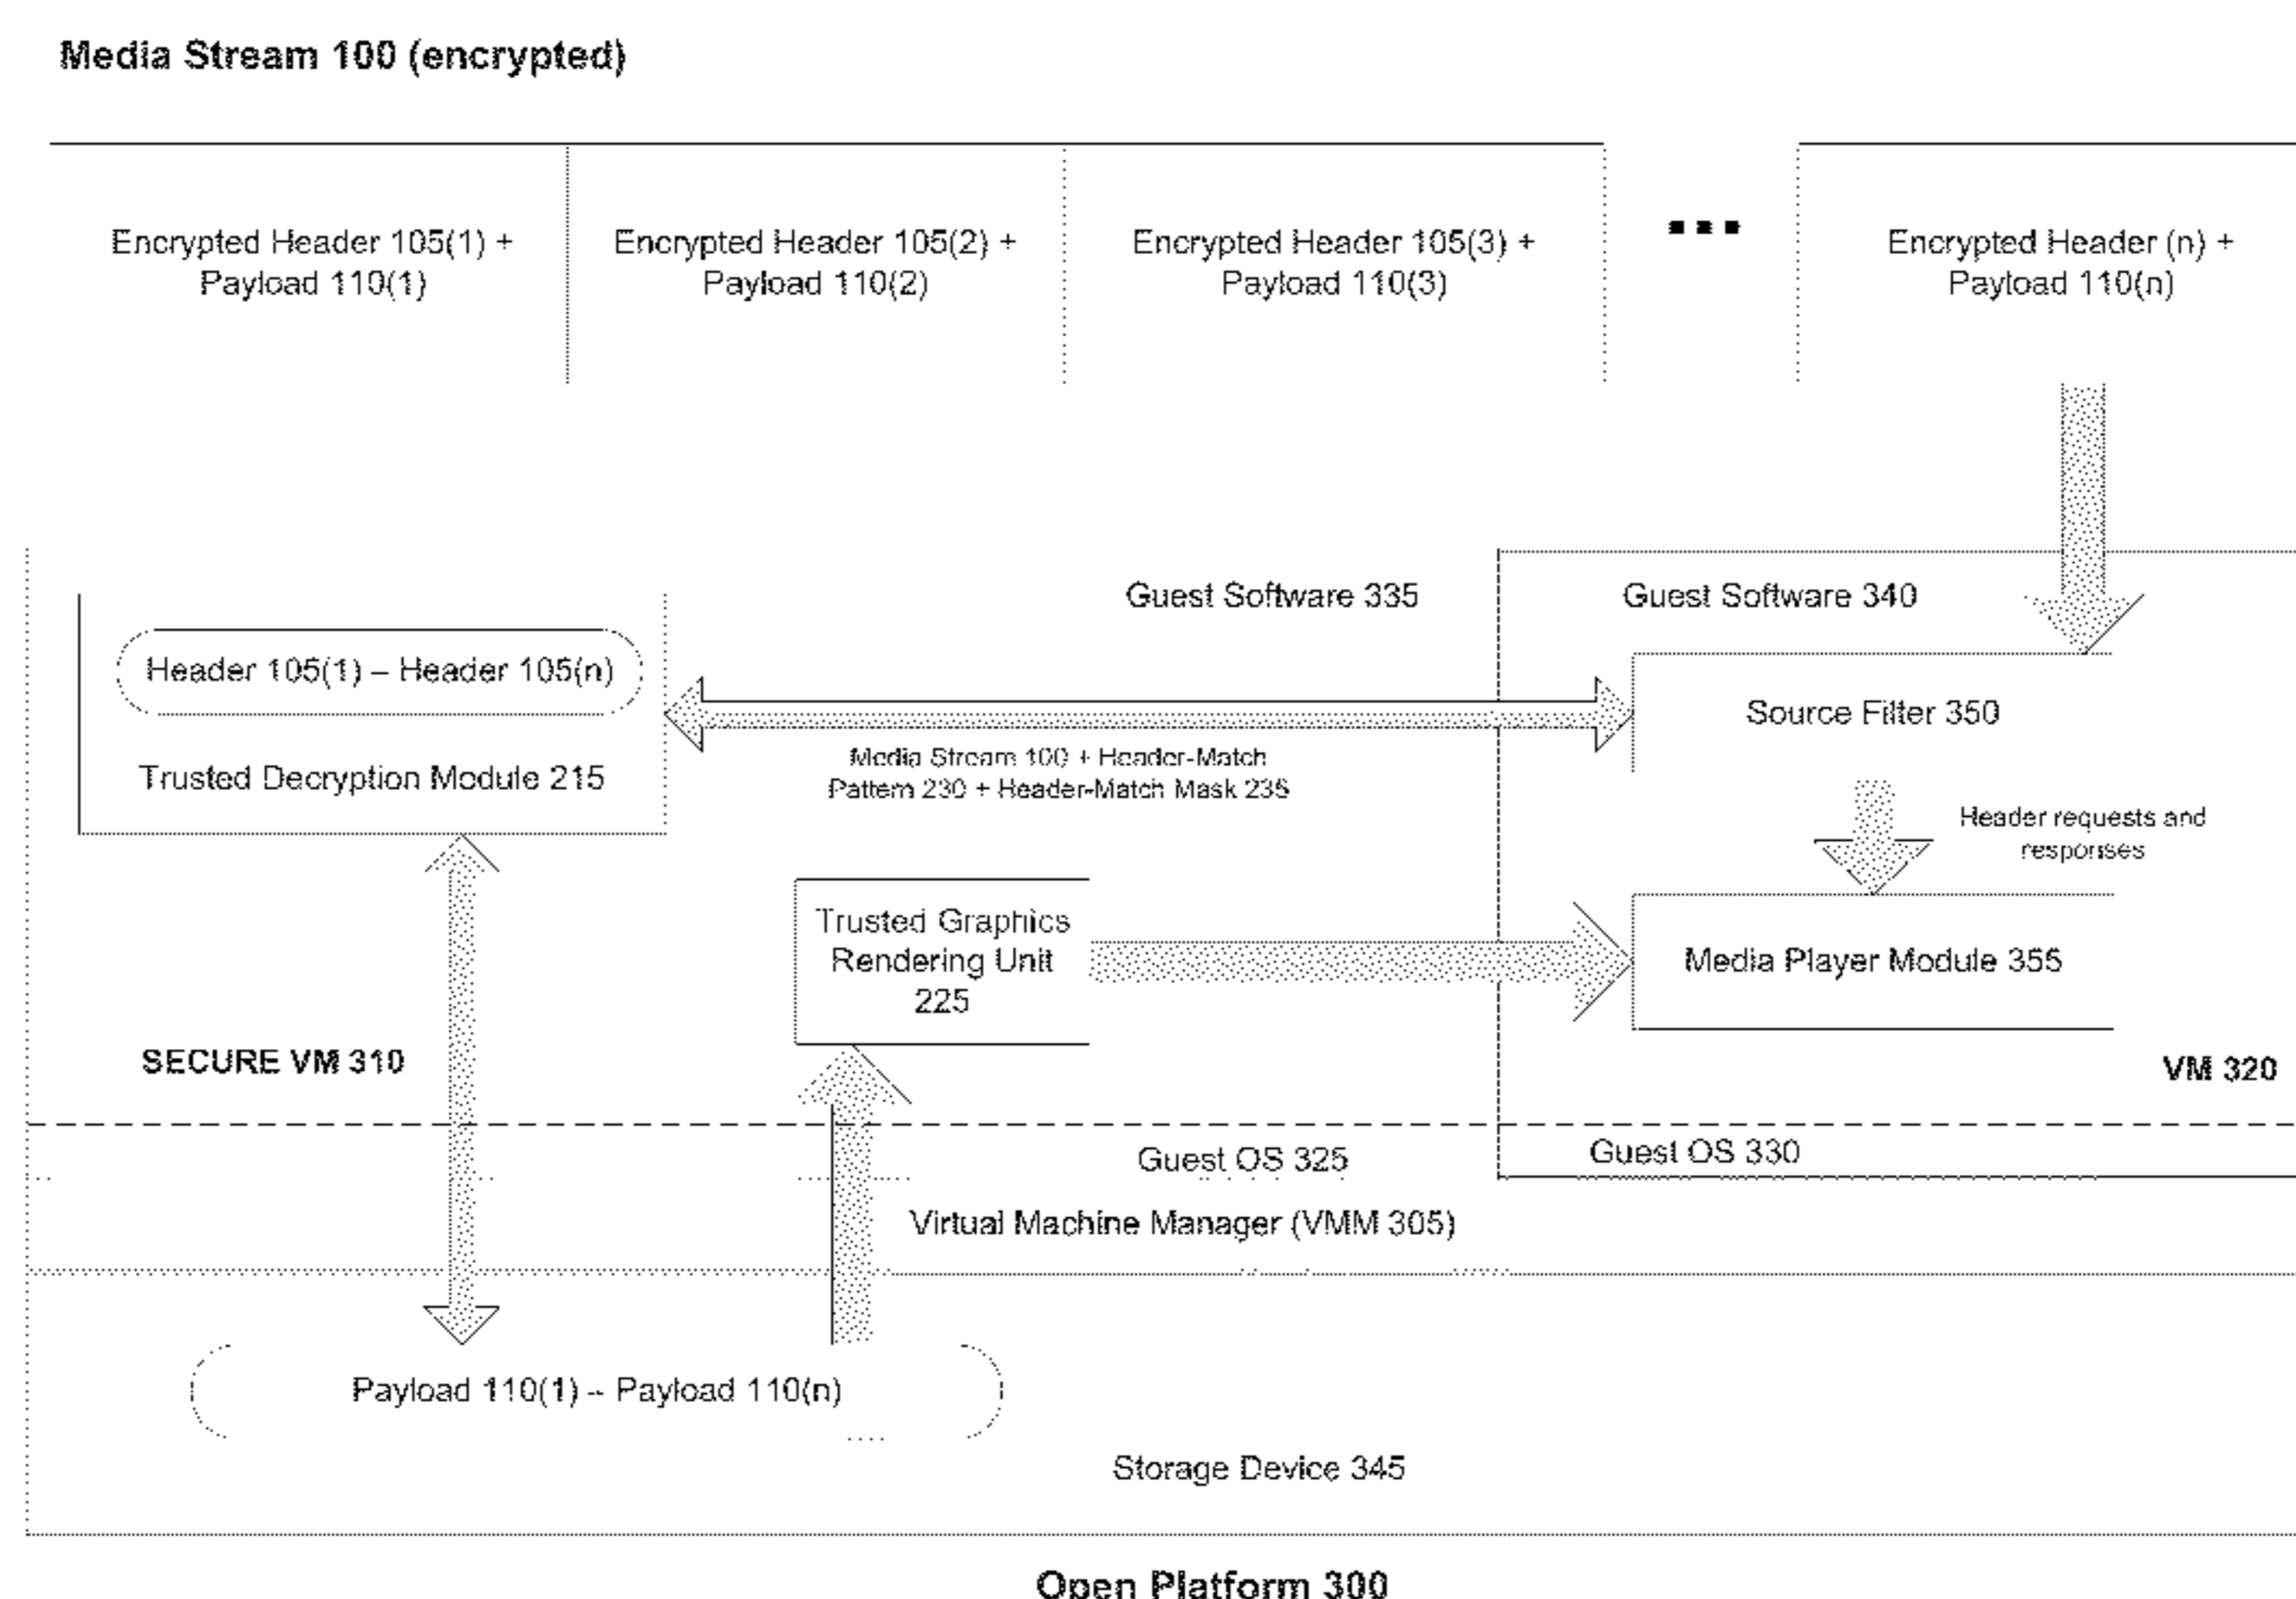 Media Stream 100 (encrypted)
Encrypted Header 105(1) +
Payload 110(1)
Encrypted Header 105(2) +
Payload 110(2)
Encrypted Header 105(3) +
Payload 110(3)
...
Encrypted Header (n) +
Payload 110(n)
Guest Software 335
Guest Software 340
Header 105(1) – Header 105(n)
Trusted Decryption Module 215
Media Stream 100 + Header-Match
Pattern 230 + Header-Match Mask 235
Source Filter 350
Header requests and
responses
Trusted Graphics
Rendering Unit
225
Media Player Module 355
SECURE VM 310
VM 320
Guest OS 325
Guest OS 330
Virtual Machine Manager (VMM 305)
Payload 110(1) – Payload 110(n)
Storage Device 345
Open Platform 300